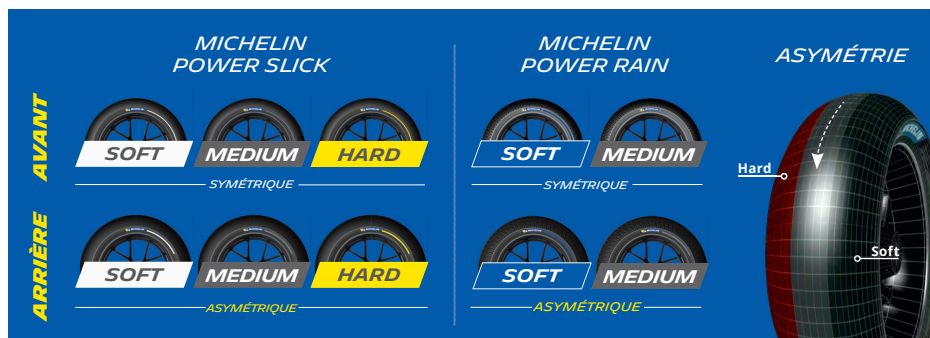 MICHELIN
POWER SLICK
MICHELIN
POWER RAIN
ASYMÉTRIE
AVANT
SOFT
MEDIUM
HARD
SYMÉTRIQUE
SOFT
MEDIUM
SYMÉTRIQUE
ARRIÈRE
SOFT
MEDIUM
HARD
ASYMÉTRIQUE
SOFT
MEDIUM
ASYMÉTRIQUE
MICHELIN
Hard
Soft